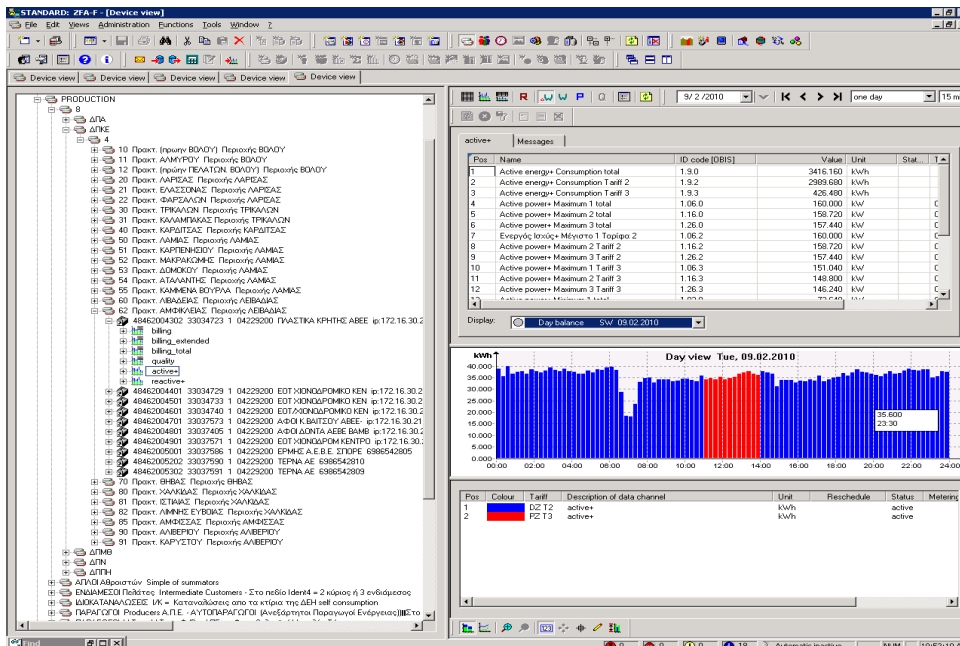 STANDARD: ZFA-F - [Device view]
File Edit Views Administration Functions Tools Window ?
9/ 2 /2010 one day 15 mi
Device view Device view Device view Device view Device view
PRODUCTION
8
ΔΠΑ
ΔΠΚΕ
4
10 Πρακτ. (πρωην ΒΟΛΟΥ) Περιοχής ΒΟΛΟΥ
11 Πρακτ. ΑΛΜΥΡΟΥ Περιοχής ΒΟΛΟΥ
12 Πρακτ. (πρωην ΠΕΛΑΤΩΝ. ΒΟΛΟΥ) Περιοχής ΒΟΛΟΥ
20 Πρακτ. ΛΑΡΙΣΑΣ Περιοχής ΛΑΡΙΣΑΣ
21 Πρακτ. ΕΛΑΣΣΟΝΑΣ Περιοχής ΛΑΡΙΣΑΣ
22 Πρακτ. ΦΑΡΣΑΛΩΝ Περιοχής ΛΑΡΙΣΑΣ
30 Πρακτ. ΤΡΙΚΑΛΩΝ Περιοχής ΤΡΙΚΑΛΩΝ
31 Πρακτ. ΚΑΛΑΜΠΑΚΑΣ Περιοχής ΤΡΙΚΑΛΩΝ
40 Πρακτ. ΚΑΡΔΙΤΣΑΣ Περιοχής ΚΑΡΔΙΤΣΑΣ
50 Πρακτ. ΛΑΜΙΑΣ Περιοχής ΛΑΜΙΑΣ
51 Πρακτ. ΚΑΡΠΕΝΗΣΙΟΥ Περιοχής ΛΑΜΙΑΣ
52 Πρακτ. ΜΑΚΡΑΚΩΜΗΣ Περιοχής ΛΑΜΙΑΣ
53 Πρακτ. ΔΟΜΟΚΟΥ Περιοχής ΛΑΜΙΑΣ
54 Πρακτ. ΑΤΑΛΑΝΤΗΣ Περιοχής ΛΑΜΙΑΣ
55 Πρακτ. ΚΑΜΜΕΝΑ ΒΟΥΡΛΑ Περιοχής ΛΑΜΙΑΣ
60 Πρακτ. ΛΙΒΑΔΕΙΑΣ Περιοχής ΛΕΙΒΑΔΙΑΣ
62 Πρακτ. ΑΜΦΙΚΛΕΙΑΣ Περιοχής ΛΕΙΒΑΔΙΑΣ
48462004302 33034723 1 04229200 ΠΛΑΣΤΙΚΑ ΚΡΗΤΗΣ ΑΒΕΕ ip:172.16.30.2
billing
billing_extended
billing_total
quality
active+
reactive+
48462004401 33034729 1 04229200 ΕΟΤ ΧΙΟΝΩΔΡΟΜΙΚΟ ΚΕΝ ip:172.16.30.2
48462004501 33034733 1 04229200 ΕΟΤ/ΧΙΟΝΟΔΡΟΜΙΚΟ ΚΕΝ ip:172.16.30.2
48462004601 33034740 1 04229200 ΕΟΤ/ΧΙΟΝΟΔΡΟΜΙΚΟ ΚΕΝ ip:172.16.30.2
48462004701 33037573 1 04229200 ΑΦΟΙ Κ.ΒΑΙΤΣΟΥ ΑΒΕΕ- ip:172.16.30.21
48462004801 33037405 1 04229200 ΑΦΟΙ ΔΟΝΤΑ ΑΕΒΕ ΒΑΜΒ ip:172.16.30.2
48462004901 33037571 1 04229200 ΕΟΤ ΧΙΟΝΩΔΡΟΜ ΚΕΝΤΡΟ ip:172.16.30.2
48462005001 33037586 1 04229200 ΕΡΜΗΣ Α.Ε.Β.Ε. ΣΠΟΡΕ 6986542805
48462005202 33037590 1 04229200 ΤΕΡΝΑ ΑΕ 6986542810
48462005302 33037591 1 04229200 ΤΕΡΝΑ ΑΕ 6986542809
70 Πρακτ. ΘΗΒΑΣ Περιοχής ΘΗΒΑΣ
80 Πρακτ. ΧΑΛΚΙΔΑΣ Περιοχής ΧΑΛΚΙΔΑΣ
81 Πρακτ. ΙΣΤΙΑΙΑΣ Περιοχής ΧΑΛΚΙΔΑΣ
82 Πρακτ. ΛΙΜΝΗΣ ΕΥΒΟΙΑΣ Περιοχής ΧΑΛΚΙΔΑΣ
85 Πρακτ. ΑΜΦΙΣΣΑΣ Περιοχής ΑΜΦΙΣΣΑΣ
90 Πρακτ. ΑΛΙΒΕΡΙΟΥ Περιοχής ΑΛΙΒΕΡΙΟΥ
91 Πρακτ. ΚΑΡΥΣΤΟΥ Περιοχής ΑΛΙΒΕΡΙΟΥ
ΔΠΜΘ
ΔΠΝ
ΔΠΠΗ
ΑΠΛΟΙ Αθροιστών Simple of summators
ΕΝΔΙΑΜΕΣΟΙ Πελάτες Intermediate Customers - Στο πεδίο Ident4 = 2 κύριος ή 3 ενδιάμεσος
ΙΔΙΟΚΑΤΑΝΑΛΩΣΕΙΣ Ι/Κ = Καταναλώσεις απο τα κτίρια της ΔΕΗ self consumption
ΠΑΡΑΓΩΓΟΙ Producers Α.Π.Ε. - ΑΥΤΟΠΑΡΑΓΩΓΟΙ (Ανεξάρτητοι Παραγωγοί Ενέργειας)|||Στο
active+ Messages
Pos Name ID code [OBIS] Value Unit Stat... T
1 Active energy+ Consumption total 1.9.0 3416.160 kWh
2 Active energy+ Consumption Tariff 2 1.9.2 2989.680 kWh
3 Active energy+ Consumption Tariff 3 1.9.3 426.480 kWh
4 Active power+ Maximum 1 total 1.06.0 160.000 kW
5 Active power+ Maximum 2 total 1.16.0 158.720 kW
6 Active power+ Maximum 3 total 1.26.0 157.440 kW
7 Ενεργός Ισχύς+ Μέγιστο 1 Ταρίφα 2 1.06.2 160.000 kW
8 Active power+ Maximum 2 Tariff 2 1.16.2 158.720 kW
9 Active power+ Maximum 3 Tariff 2 1.26.2 157.440 kW
10 Active power+ Maximum 1 Tariff 3 1.06.3 151.040 kW
11 Active power+ Maximum 2 Tariff 3 1.16.3 148.800 kW
12 Active power+ Maximum 3 Tariff 3 1.26.3 146.240 kW
Display: Day balance SW 09.02.2010
kWh Day view Tue, 09.02.2010
40.000
35.000
30.000
25.000
20.000
15.000
10.000
5.000
0.000
35.600
23:30
00:00 02:00 04:00 06:00 08:00 10:00 12:00 14:00 16:00 18:00 20:00 22:00 24:00
Pos Colour Tariff Description of data channel Unit Reschedule Status Metering
1 DZ T2 active+ kWh active
2 PZ T3 active+ kWh active
Find
0 0 0 18 Automatic inactive NUM